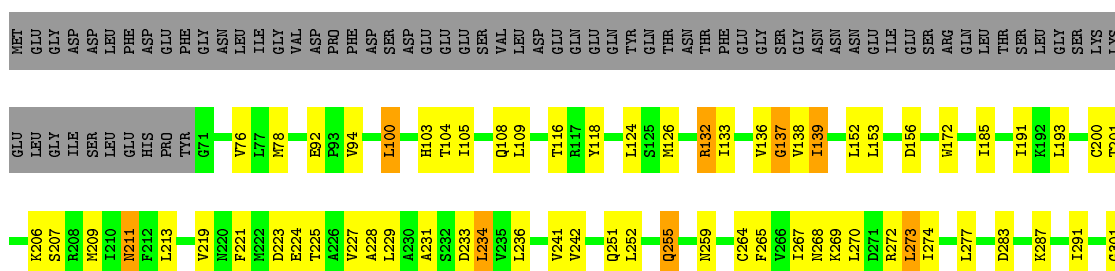 MET GLU GLY GLY ASP ASP LEU PHE ASP GLU PHE GLY ASN LEU ILE GLY VAL ASP PRO PHE ASP SER ASP GLU GLU GLU SER VAL LEU ASP GLU GLN GLU GLN TYR GLN THR ASN THR PHE GLU GLY SER GLY ASN ASN ASN GLU ILE GLU SER ARG GLN LEU THR SER LEU GLY SER LYS LYS
GLU LEU GLY ILE SER LEU GLU HIS PRO TYR G71 V76 L77 M78 E92 P93 V94 L100 H103 T104 I105 Q108 L109 T116 R117 Y118 L124 S125 M126 R132 I133 V136 G137 V138 I139 L152 L153 D156 W172 I185 I191 K192 L193 C200 T201
K206 S207 R208 M209 I210 N211 F212 L213 V219 N220 F221 M222 D223 E224 T225 A226 V227 A228 L229 A230 A231 S232 D233 L234 V235 L236 V241 V242 Q251 L252 Q255 N259 C264 F265 V266 I267 N268 K269 L270 D271 R272 L273 I274 L277 D283 K287 I291